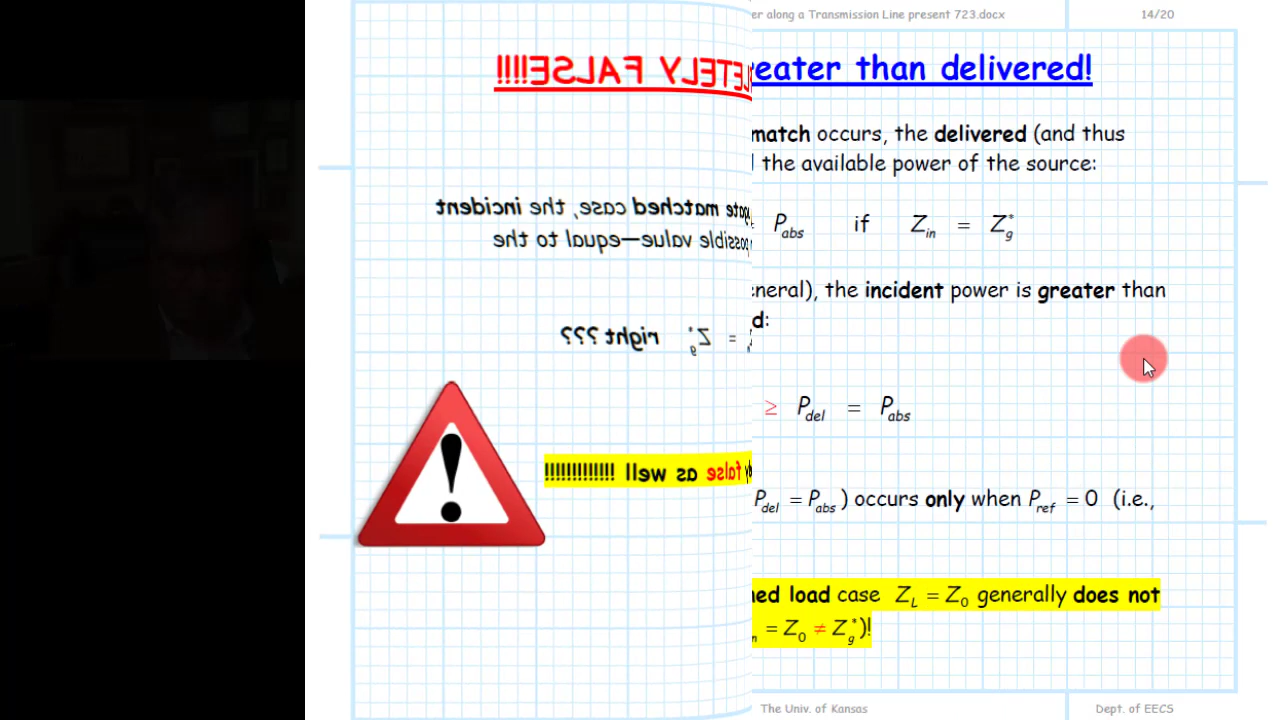 er along a Transmission Line present 723.docx 14/20
ETELY FALSE!!!!
eater than delivered!
match occurs, the delivered (and thus
the available power of the source:
gate matched case, the incident
possible value—equal to the
P_abs if Z_in = Z_g^*
eneral), the incident power is greater than
d:
= Z_g^* right ???
≥ P_del = P_abs
y false as well !!!!!!!!!!!!!
P_del = P_abs ) occurs only when P_ref = 0 (i.e.,
hed load case Z_L = Z_0 generally does not
n = Z_0 ≠ Z_g^*)!
The Univ. of Kansas Dept. of EECS